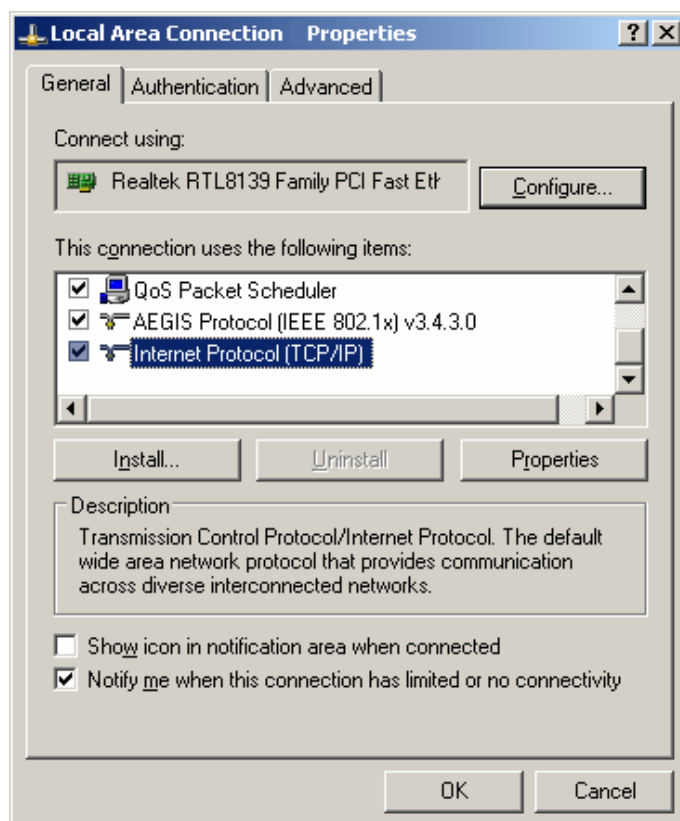 Local Area Connection Properties
General Authentication Advanced
Connect using:
Realtek RTL8139 Family PCI Fast Eth
Configure...
This connection uses the following items:
QoS Packet Scheduler
AEGIS Protocol (IEEE 802.1x) v3.4.3.0
Internet Protocol (TCP/IP)
Install... Uninstall Properties
Description
Transmission Control Protocol/Internet Protocol. The default
wide area network protocol that provides communication
across diverse interconnected networks.
Show icon in notification area when connected
Notify me when this connection has limited or no connectivity
OK Cancel